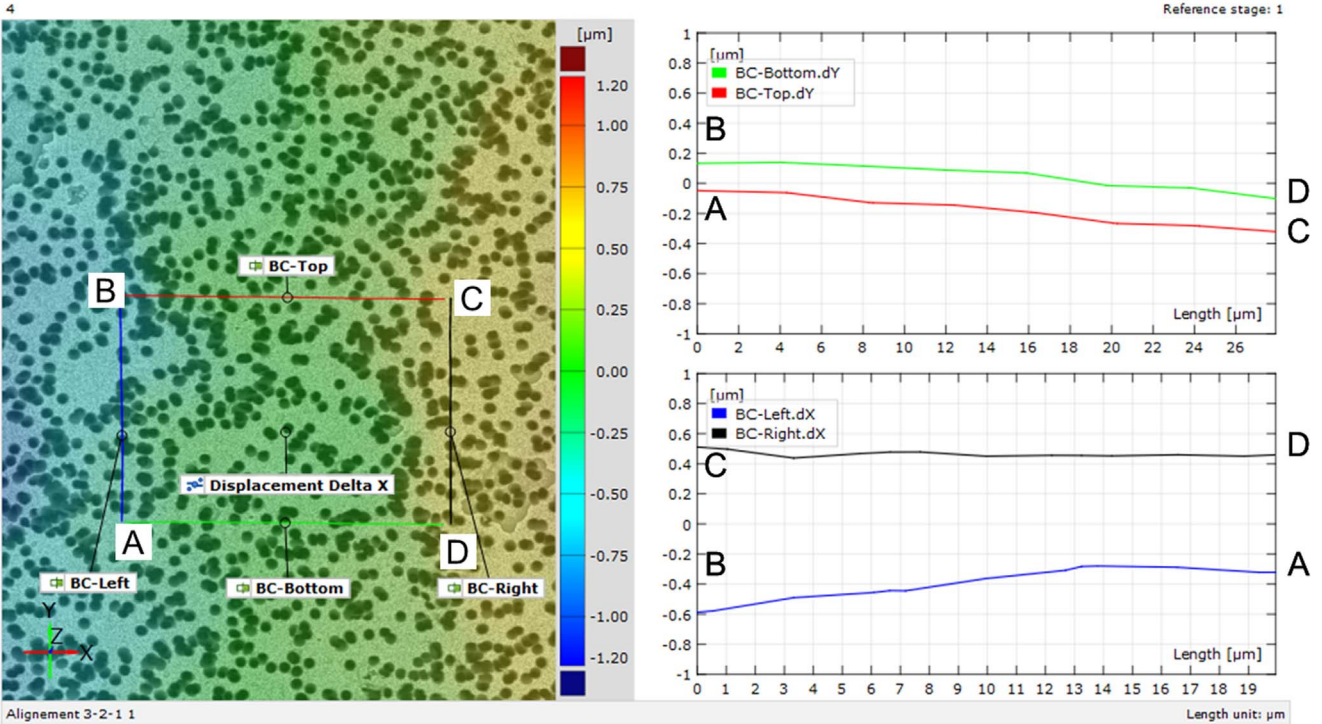 4
Reference stage: 1
[µm]
1.20
1.00
0.75
0.50
0.25
0.00
-0.25
-0.50
-0.75
-1.00
-1.20
BC-Top
B
C
Displacement Delta X
A
D
BC-Left
BC-Bottom
BC-Right
Y
Z
X
1
0.8
0.6
0.4
0.2
0
-0.2
-0.4
-0.6
-0.8
-1
[µm]
BC-Bottom.dY
BC-Top.dY
B
A
D
C
Length [µm]
0 2 4 6 8 10 12 14 16 18 20 22 24 26
1
0.8
0.6
0.4
0.2
0
-0.2
-0.4
-0.6
-0.8
-1
[µm]
BC-Left.dX
BC-Right.dX
C
D
B
A
Length [µm]
0 1 2 3 4 5 6 7 8 9 10 11 12 13 14 15 16 17 18 19
Alignement 3-2-1 1
Length unit: µm